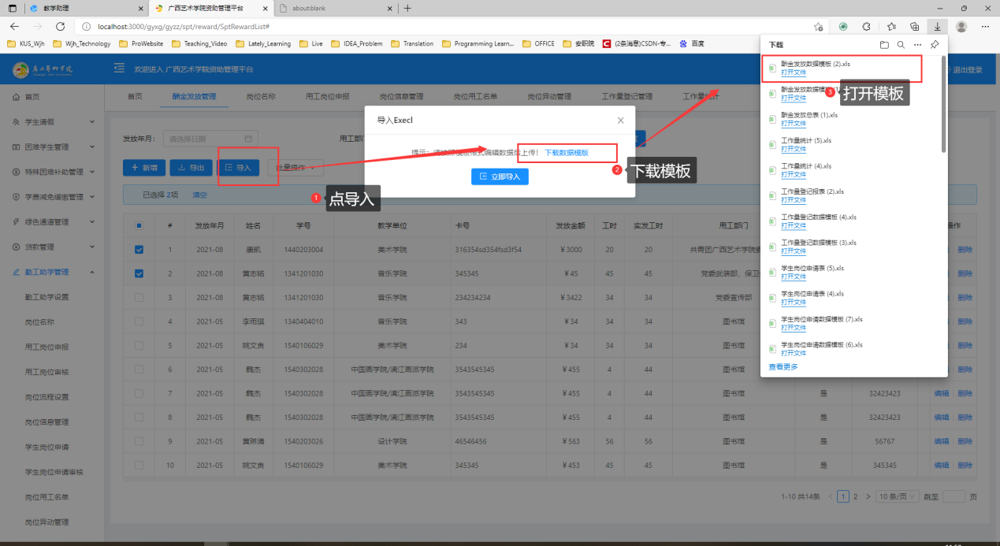 教学助理
广西艺术学院资助管理平台
about:blank
localhost:3000/gyxg/gyzz/spt/reward/SptRewardList#
KUS_Wjh
Wjh_Technology
ProWebsite
Teaching_Video
Lately_Learning
Live
IDEA_Problem
Translation
Programming Learn...
OFFICE
安职院
(2条消息)CSDN-专...
百度
欢迎进入 广西艺术学院资助管理平台
退出登录
首页
学生请假
困难学生管理
特殊困难补助管理
学费减免缓缴管理
绿色通道管理
贷款管理
勤工助学管理
勤工助学设置
岗位名称
用工岗位申报
用工岗位审核
岗位流程设置
岗位信息管理
学生岗位申请
学生岗位申请审核
岗位用工名单
岗位异动管理
首页 酬金发放管理 岗位名称 用工岗位申报 岗位信息管理 岗位用工名单 岗位异动管理 工作量登记管理 工作量统计
发放年月: 请选择日期 用工部
新增 导出 导入 批量操作
已选择 2项 清空
# 发放年月 姓名 学号 教学单位 卡号 发放金额 工时 实发工时 用工部门 操作
1 2021-08 康凯 1440203004 美术学院 316354sd354fsd3f54 ¥3000 20 20 共青团广西艺术学院 删除
2 2021-08 黄志铭 1341201030 音乐学院 345345 ¥45 45 45 党委武装部、保卫 删除
3 2021-08 黄志铭 1341201030 音乐学院 234234234 ¥3422 34 34 党委宣传部 删除
4 2021-05 李雨琪 1340404010 音乐学院 343 ¥34 34 34 图书馆 删除
5 2021-05 姚文良 1540106029 美术学院 234 ¥34 34 34 图书馆 删除
6 2021-05 魏杰 1540302028 中国画学院/漓江画派学院 3543545345 ¥455 4 44 图书馆 删除
7 2021-05 魏杰 1540302028 中国画学院/漓江画派学院 3543545345 ¥455 4 44 图书馆 是 32423423 编辑 删除
8 2021-05 魏杰 1540302028 中国画学院/漓江画派学院 3543545345 ¥455 4 44 图书馆 是 32423423 编辑 删除
9 2021-05 黄琳清 1540203026 设计学院 46546456 ¥563 56 56 图书馆 是 56767 编辑 删除
10 2021-05 姚文良 1540106029 美术学院 345345 ¥453 45 45 图书馆 是 345345 编辑 删除
1-10 共14条 1 2 10 条/页 跳至 页
导入Execl
下载数据模版
立即导入
1 点导入
2 下载模板
3 打开模板
下载
酬金发放数据模板 (2).xls
打开文件
酬金发放数据模板
打开文件
酬金发放总表 (1).xls
打开文件
工作量统计 (5).xls
打开文件
工作量统计 (4).xls
打开文件
工作量登记报表 (2).xls
打开文件
工作量登记数据模板 (4).xls
打开文件
工作量登记数据模板 (3).xls
打开文件
学生岗位申请表 (5).xls
打开文件
学生岗位申请表 (4).xls
打开文件
学生岗位申请数据模板 (7).xls
打开文件
学生岗位申请数据模板 (6).xls
打开文件
查看更多